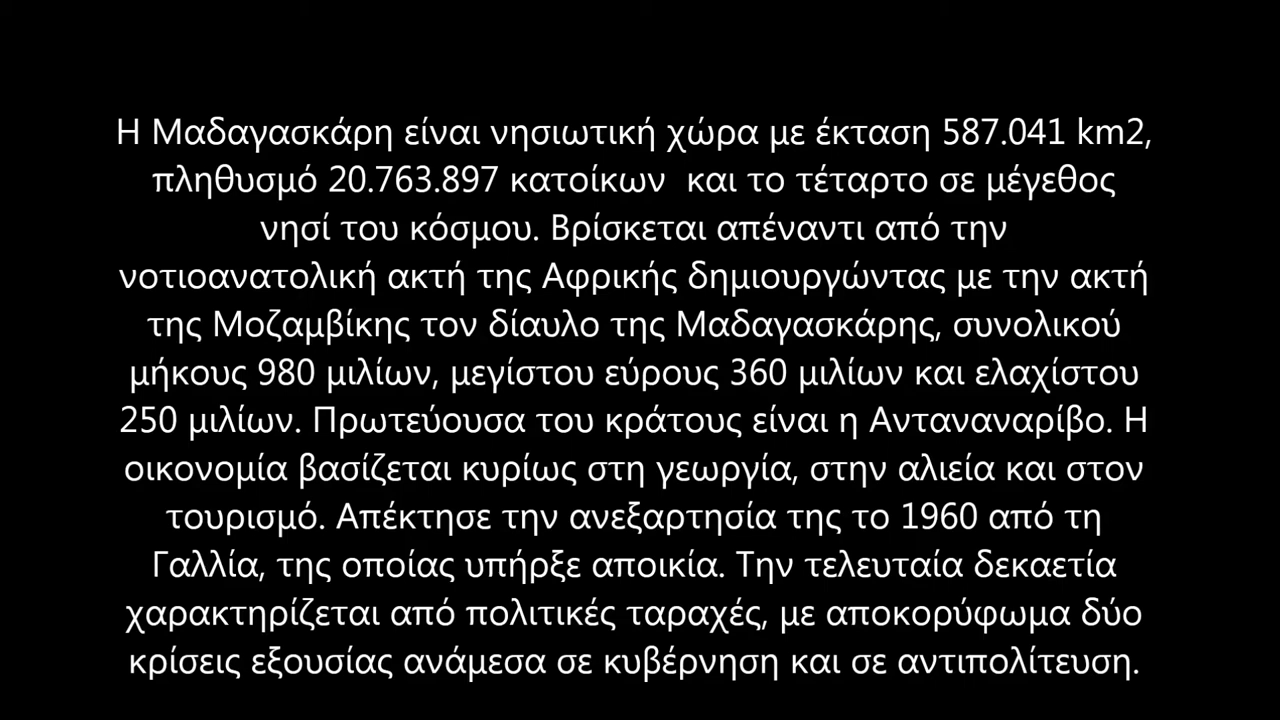 Η Μαδαγασκάρη είναι νησιωτική χώρα με έκταση 587.041 km2,
πληθυσμό 20.763.897 κατοίκων  και το τέταρτο σε μέγεθος
νησί του κόσμου. Βρίσκεται απέναντι από την
νοτιοανατολική ακτή της Αφρικής δημιουργώντας με την ακτή
της Μοζαμβίκης τον δίαυλο της Μαδαγασκάρης, συνολικού
μήκους 980 μιλίων, μεγίστου εύρους 360 μιλίων και ελαχίστου
250 μιλίων. Πρωτεύουσα του κράτους είναι η Ανταναναρίβο. Η
οικονομία βασίζεται κυρίως στη γεωργία, στην αλιεία και στον
τουρισμό. Απέκτησε την ανεξαρτησία της το 1960 από τη
Γαλλία, της οποίας υπήρξε αποικία. Την τελευταία δεκαετία
χαρακτηρίζεται από πολιτικές ταραχές, με αποκορύφωμα δύο
κρίσεις εξουσίας ανάμεσα σε κυβέρνηση και σε αντιπολίτευση.